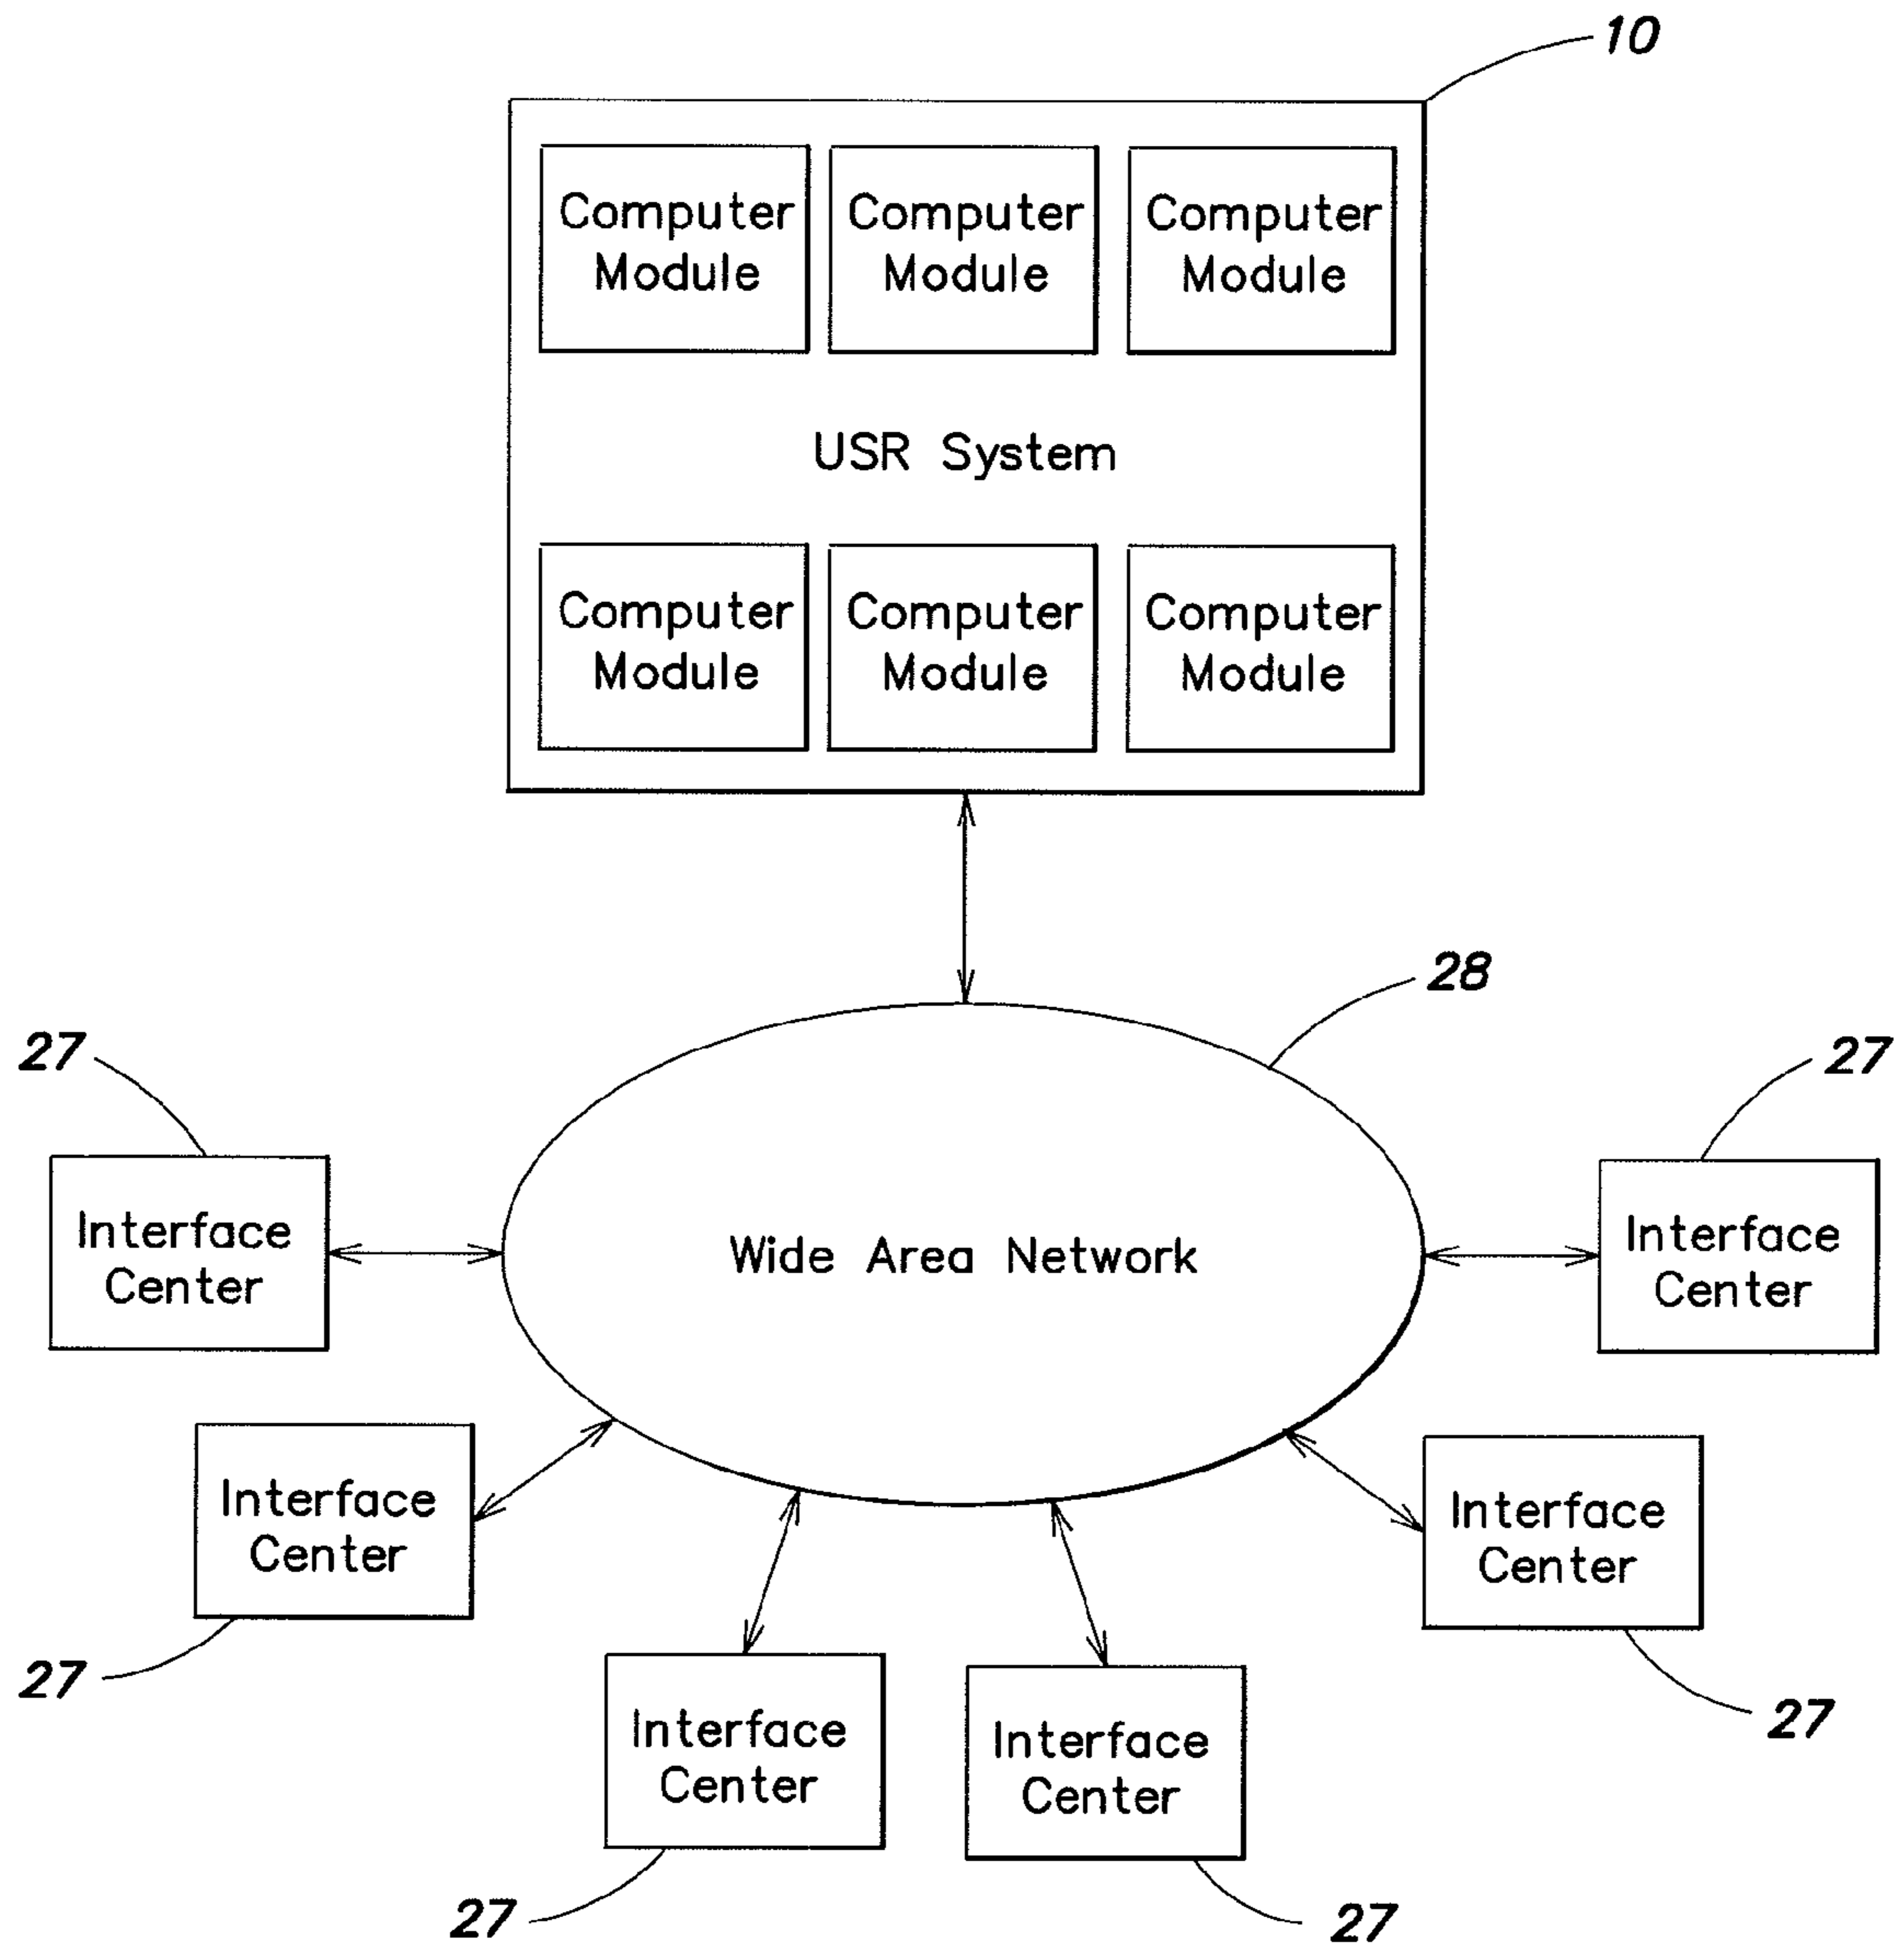 10
Computer Computer Computer
Module Module Module
USR System
Computer Computer Computer
Module Module Module
28
27
27
Interface
Center
Wide Area Network
Interface
Center
Interface
Center
27
Interface
Center
27
Interface
Center
27
Interface
Center
27